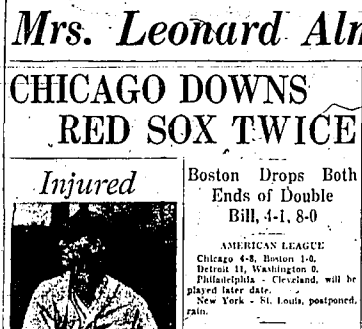 Mrs. Leonard
CHICAGO DOWNS
RED SOX TWICE
Injured
Boston Drops Both
Ends of Double
Bill, 4-1, 8-0
AMERICAN LEAGUE
Chicago 4-8, Boston 1-0.
Detroit 11, Washington 0.
Philadelphia - Cleveland, will be
played later date.
New York - St. Louis, postponed,
rain.